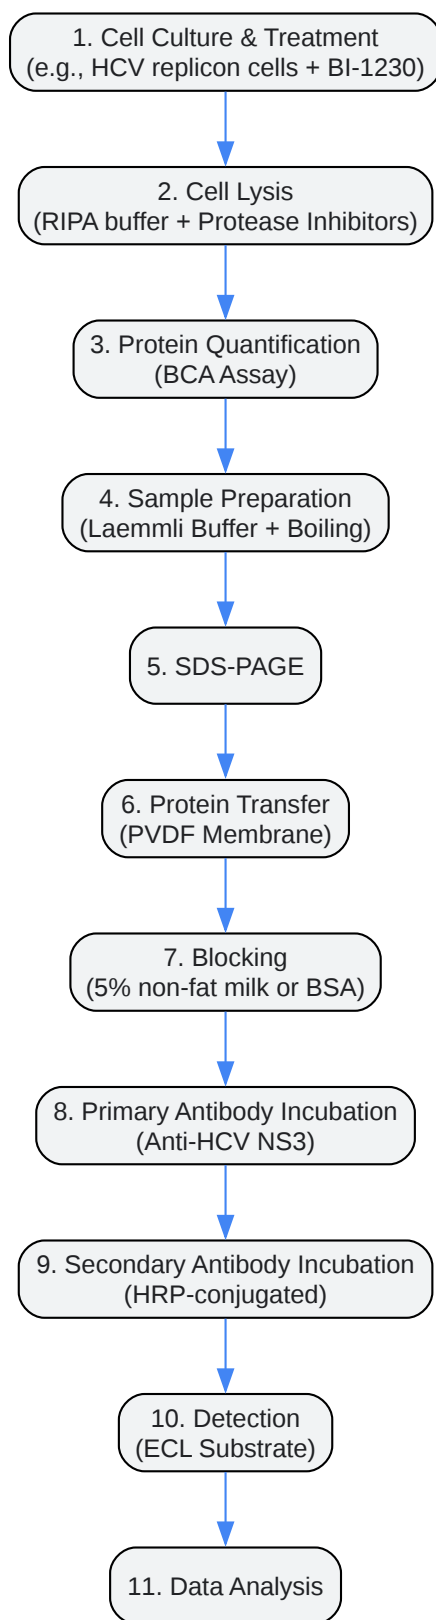 1. Cell Culture & Treatment
(e.g., HCV replicon cells + BI-1230)
2. Cell Lysis
(RIPA buffer + Protease Inhibitors)
3. Protein Quantification
(BCA Assay)
4. Sample Preparation
(Laemmli Buffer + Boiling)
5. SDS-PAGE
6. Protein Transfer
(PVDF Membrane)
7. Blocking
(5% non-fat milk or BSA)
8. Primary Antibody Incubation
(Anti-HCV NS3)
9. Secondary Antibody Incubation
(HRP-conjugated)
10. Detection
(ECL Substrate)
11. Data Analysis